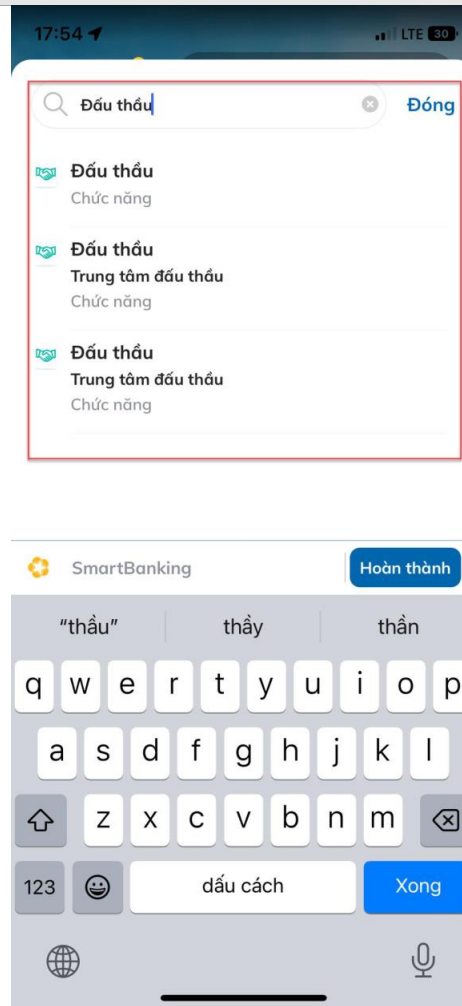 17:54
LTE 30
Đấu thầu
Đóng
Đấu thầu
Chức năng
Đấu thầu
Trung tâm đấu thầu
Chức năng
Đấu thầu
Trung tâm đấu thầu
Chức năng
SmartBanking
Hoàn thành
“thầu” thầy thần
q w e r t y u i o p
a s d f g h j k l
z x c v b n m
123 dấu cách Xong